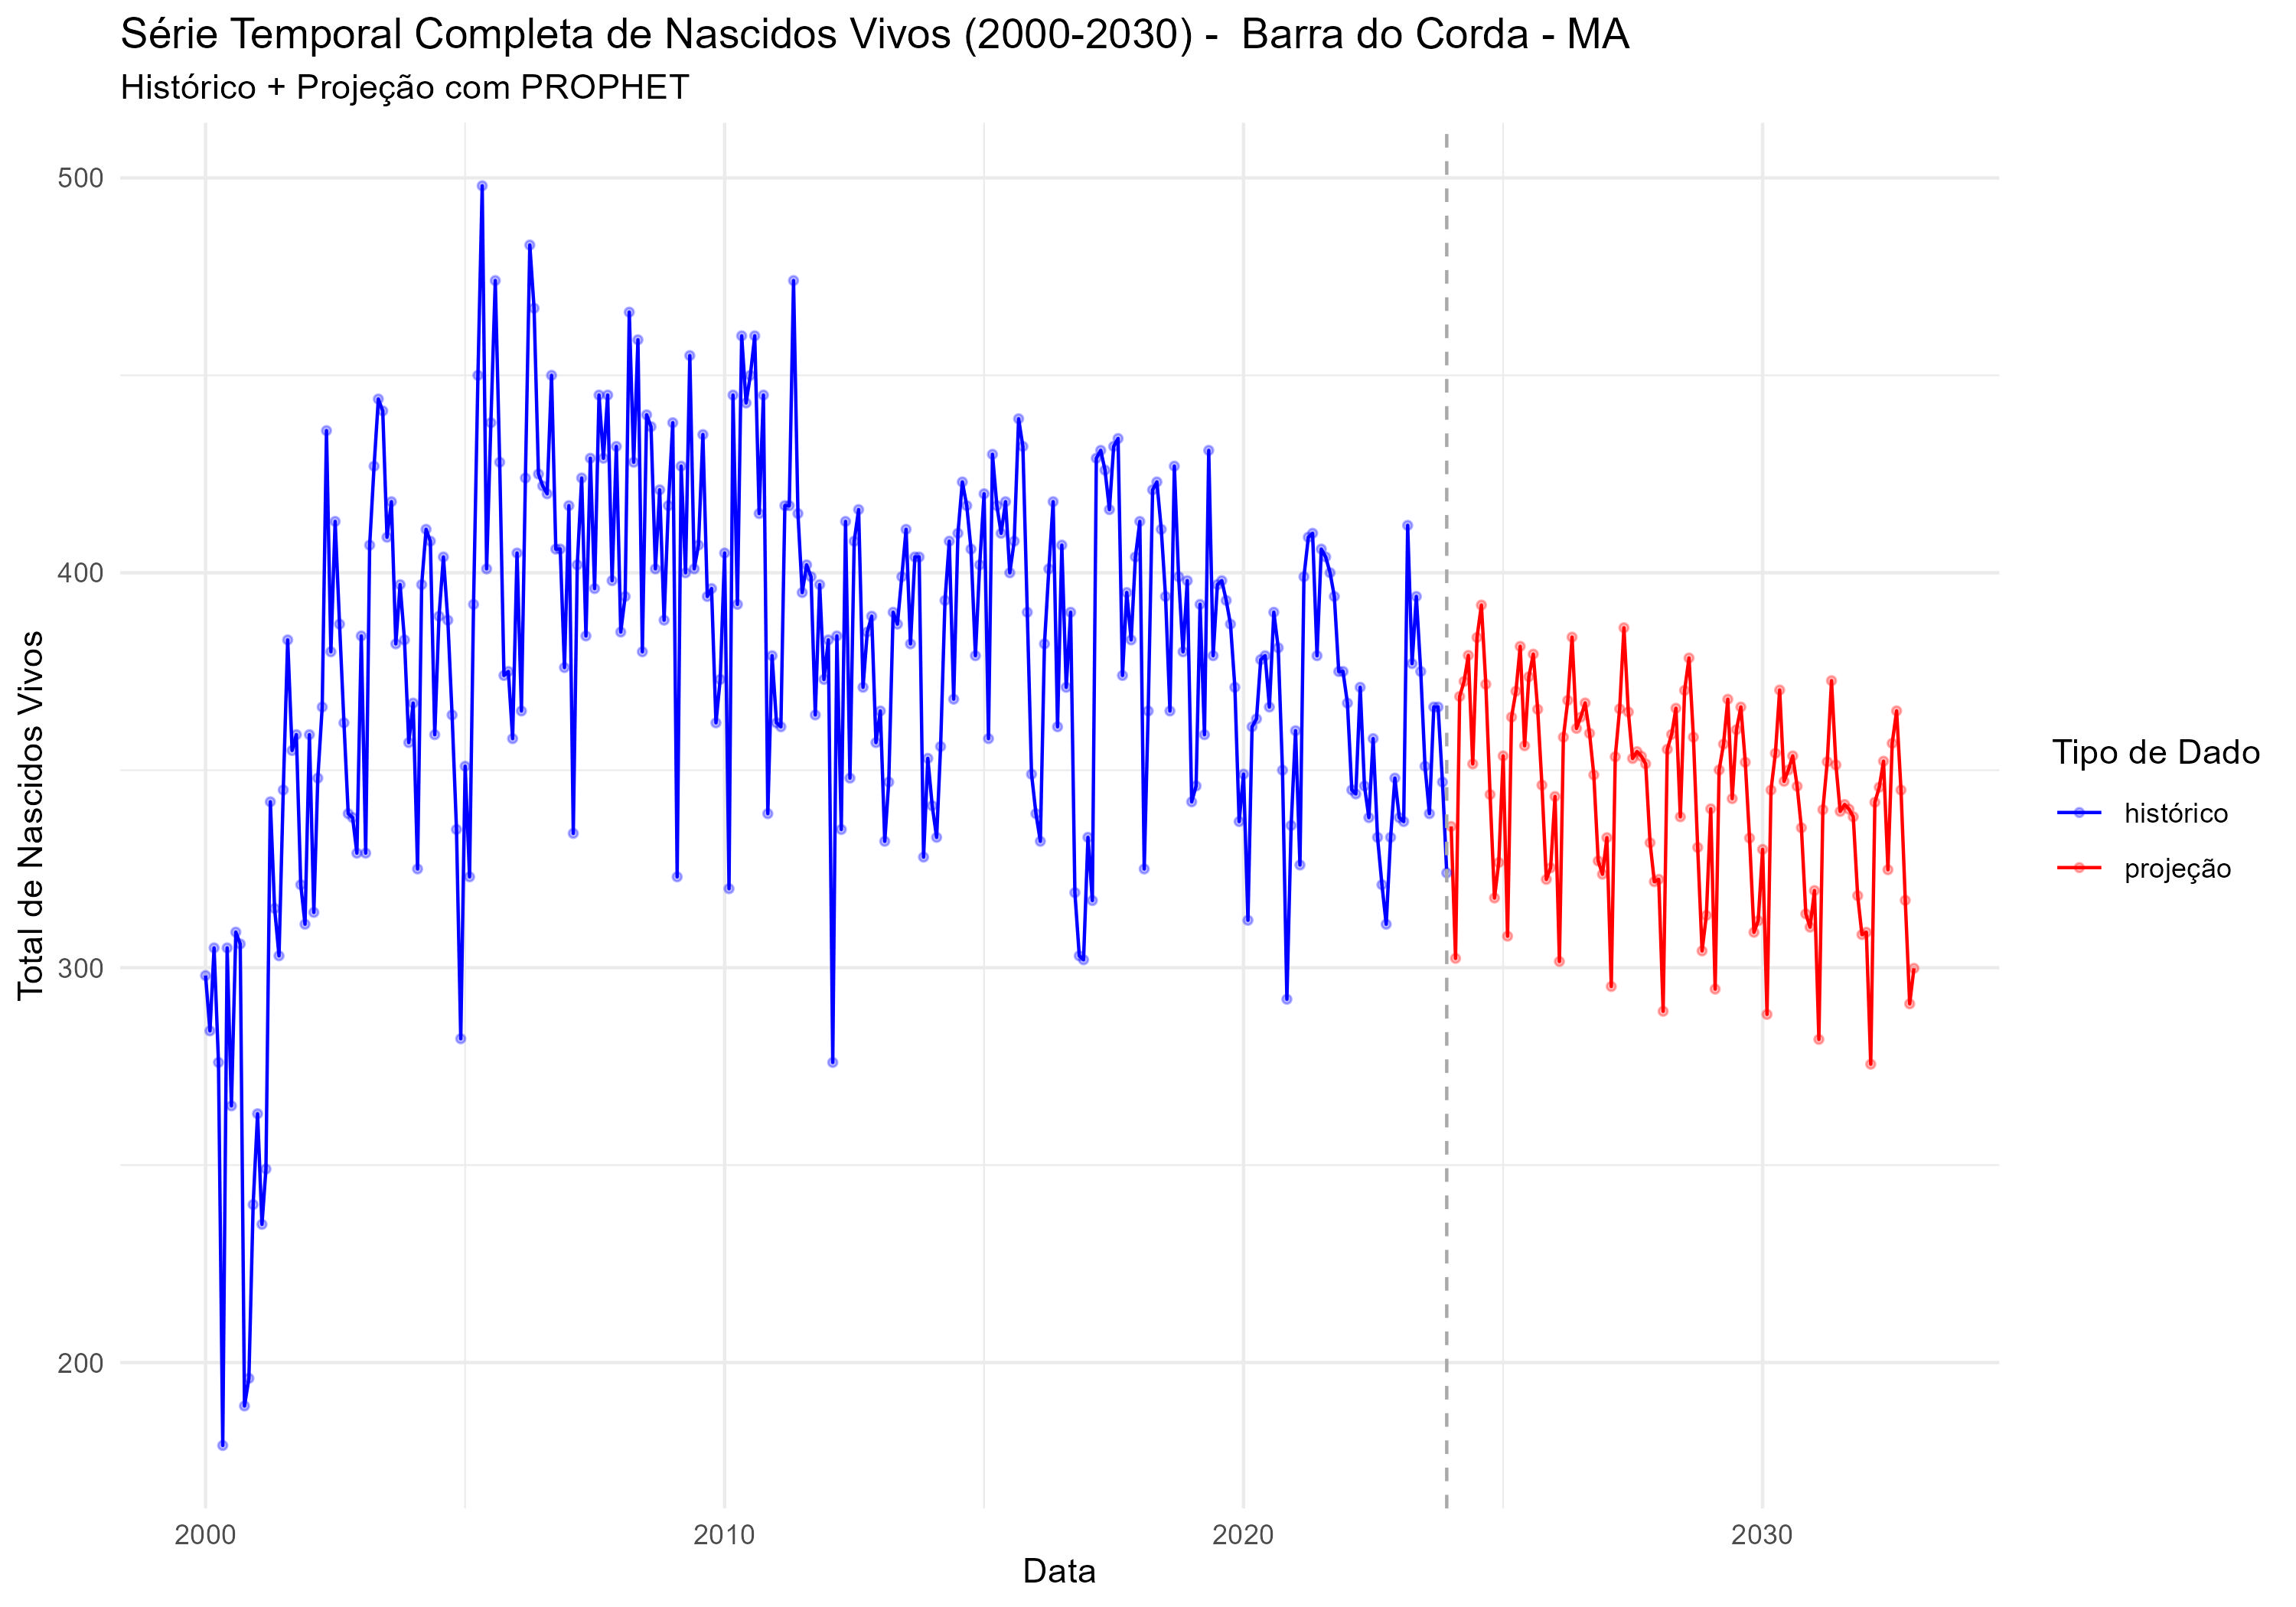 Série Temporal Completa de Nascidos Vivos (2000-2030) -  Barra do Corda - MA
Histórico + Projeção com PROPHET
Total de Nascidos Vivos
500
400
300
200
2000
2010
2020
2030
Data
Tipo de Dado
histórico
projeção